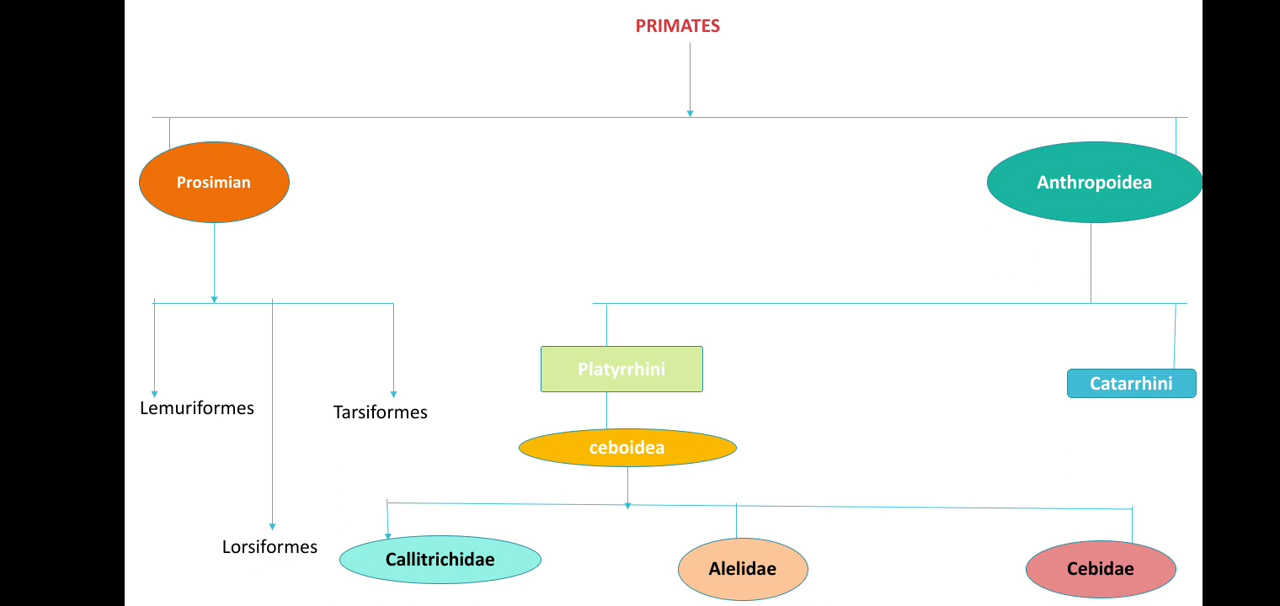 PRIMATES
Prosimian
Anthropoidea
Platyrrhini
Catarrhini
Lemuriformes
Tarsiformes
ceboidea
Lorsiformes
Callitrichidae
Alelidae
Cebidae